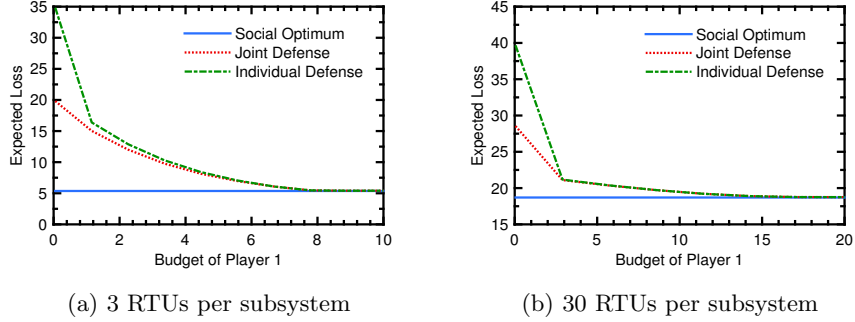 35
30
25
20
15
10
5
0
Expected Loss
Social Optimum
Joint Defense
Individual Defense
0 2 4 6 8 10
Budget of Player 1
(a) 3 RTUs per subsystem
45
40
35
30
25
20
15
Expected Loss
Social Optimum
Joint Defense
Individual Defense
0 5 10 15 20
Budget of Player 1
(b) 30 RTUs per subsystem